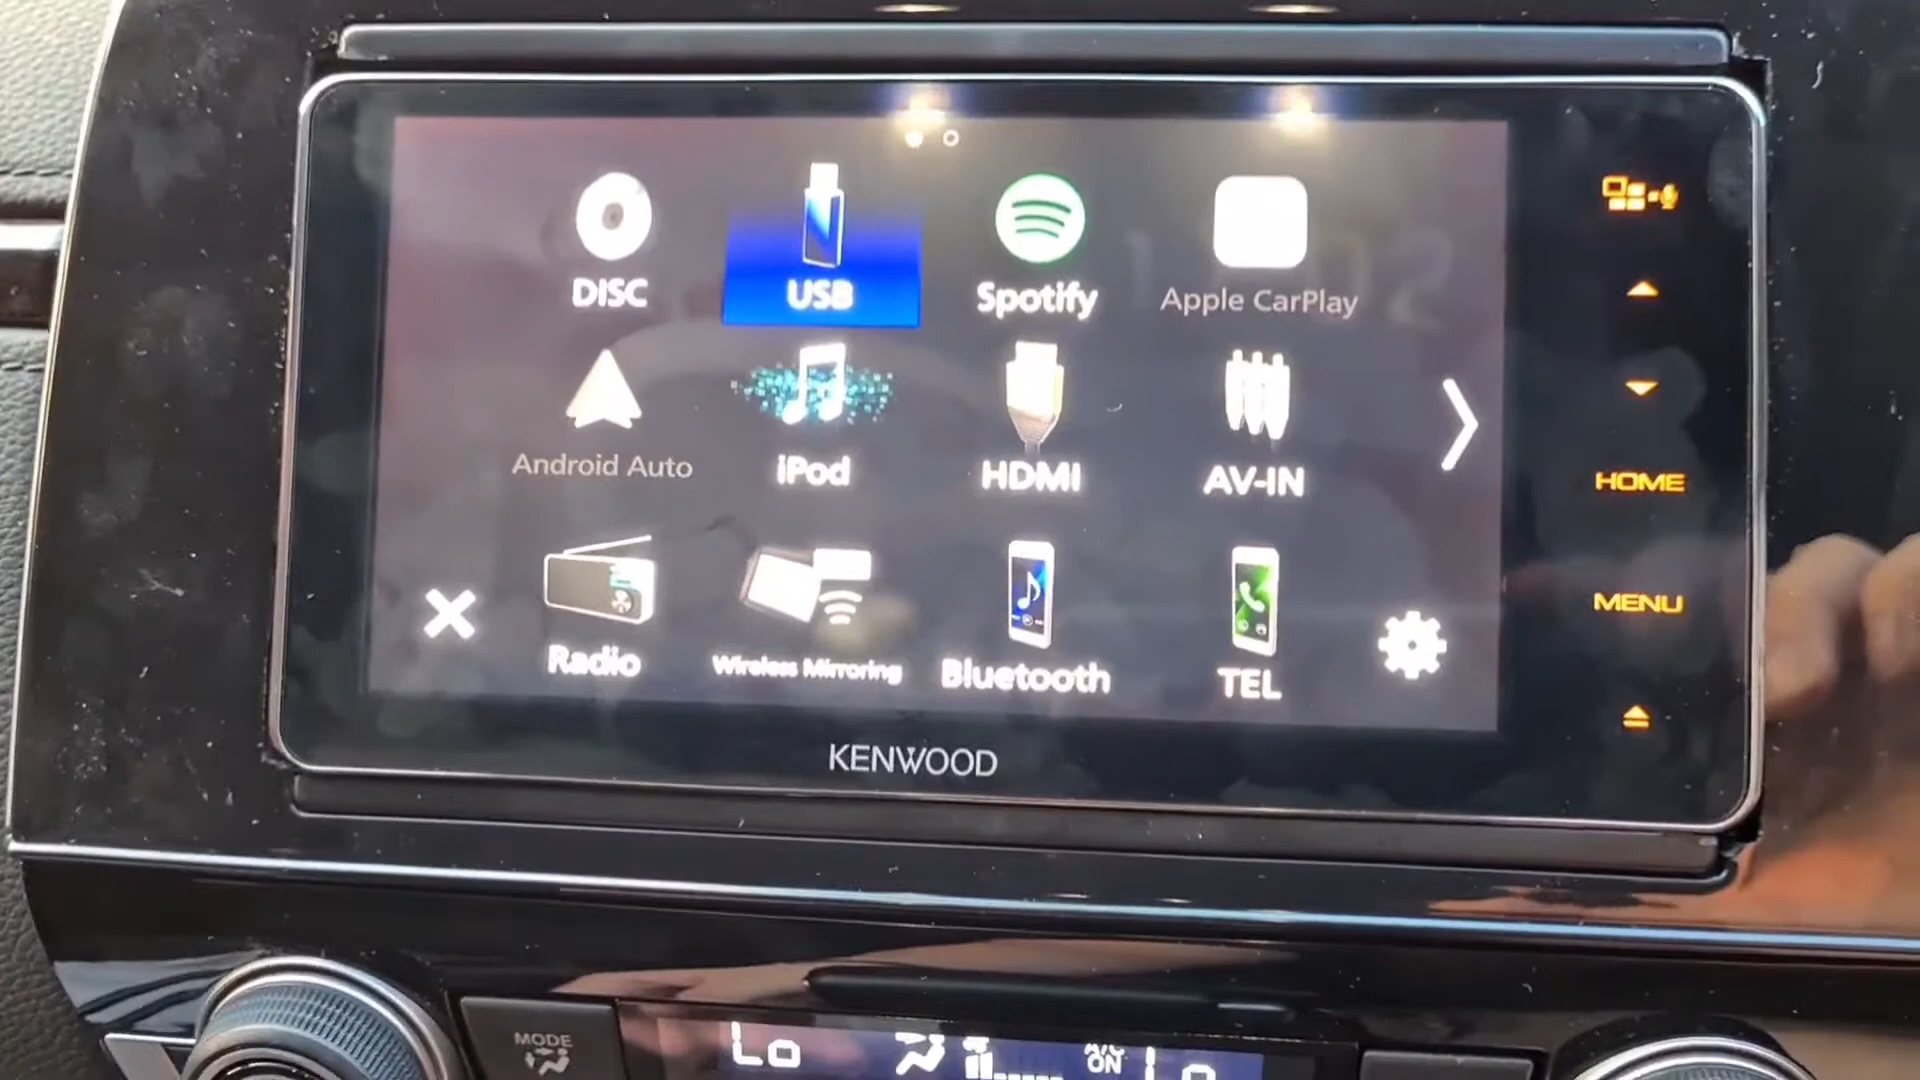 DISC
USB
Spotify
Apple CarPlay
Android Auto
iPod
HDMI
AV-IN
Radio
Wireless Mirroring
Bluetooth
TEL
HOME
MENU
KENWOOD
MODE
Lo
A/C
ON
Lo